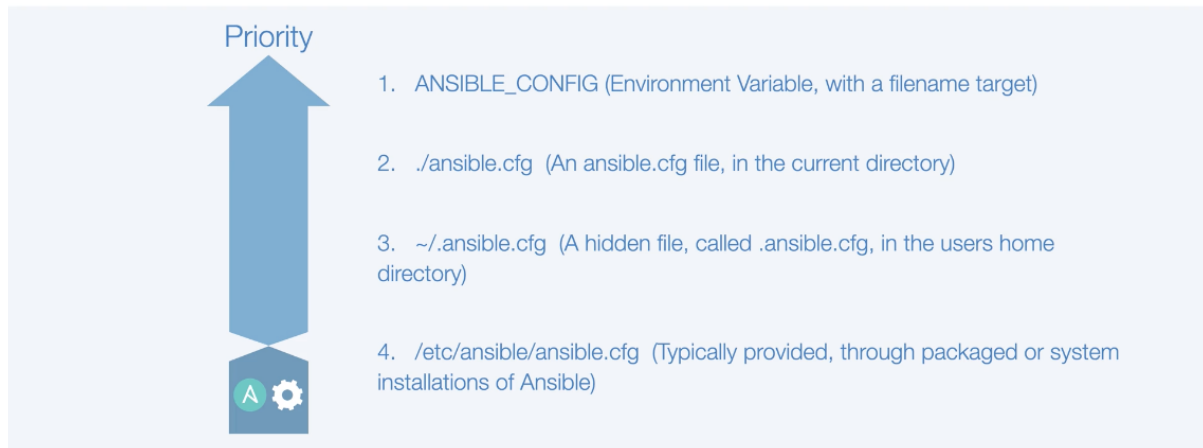 Priority
1. ANSIBLE_CONFIG (Environment Variable, with a filename target)
2. ./ansible.cfg (An ansible.cfg file, in the current directory)
3. ~/.ansible.cfg (A hidden file, called .ansible.cfg, in the users home
directory)
4. /etc/ansible/ansible.cfg (Typically provided, through packaged or system
installations of Ansible)